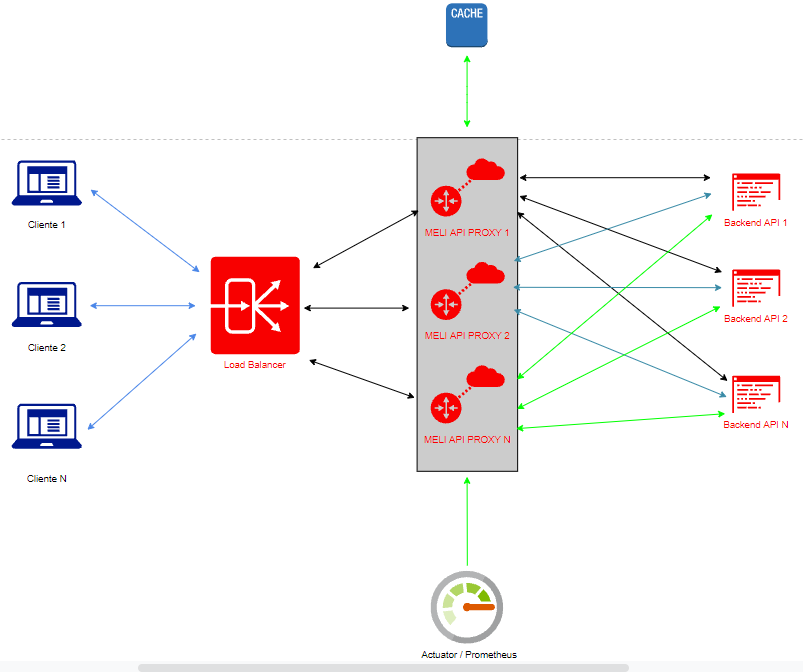 CACHE
Cliente 1
Cliente 2
Cliente N
Load Balancer
MELI API PROXY 1
MELI API PROXY 2
MELI API PROXY N
Backend API 1
Backend API 2
Backend API N
Actuator / Prometheus